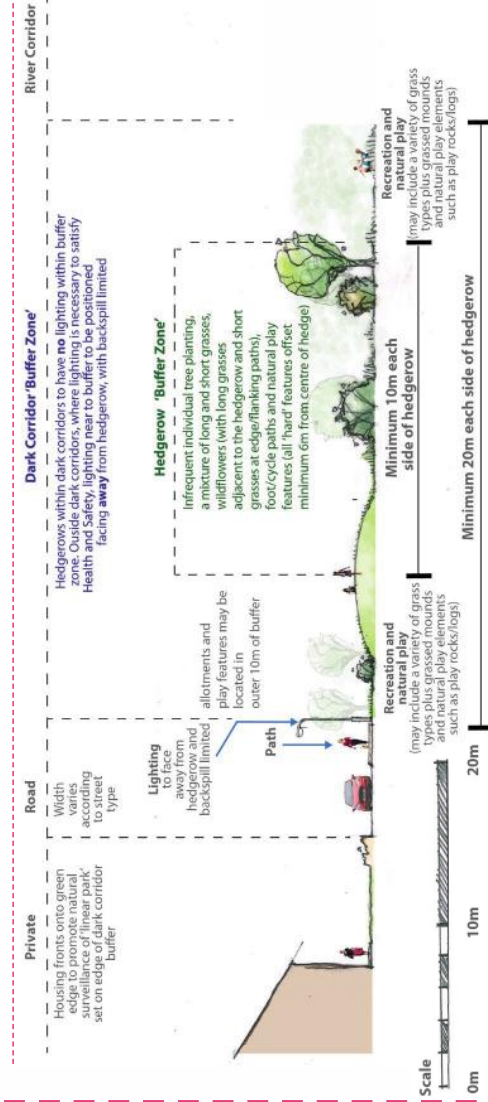 Private
Housing fronts onto green
edge to promote natural
surveillance of 'linear park'
set on edge of dark corridor
buffer
Road
Width
varies
according
to street
type
Lighting
to face
away from
hedgerow and
backspill limited
Path
allotments and
play features may be
located in
outer 10m of buffer
Dark Corridor 'Buffer Zone'
Hedgerows within dark corridors to have no lighting within buffer
zone. Ouside dark corridors, where lighting is necessary to satisfy
Health and Safety, lighting near to buffer to be positioned
facing away from hedgerow, with backspill limited
Hedgerow 'Buffer Zone'
Infrequent individual tree planting,
a mixture of long and short grasses,
wildflowers (with long grasses
adjacent to the hedgerow and short
grasses at edge/flanking paths),
foot/cycle paths and natural play
features (all 'hard' features offset
minimum 6m from centre of hedge)
River Corridor
Recreation and
natural play
(may include a variety of grass
types plus grassed mounds
and natural play elements
such as play rocks/logs)
Minimum 10m each
side of hedgerow
Recreation and
natural play
(may include a variety of grass
types plus grassed mounds
and natural play elements
such as play rocks/logs)
Minimum 20m each side of hedgerow
Scale
0m
10m
20m